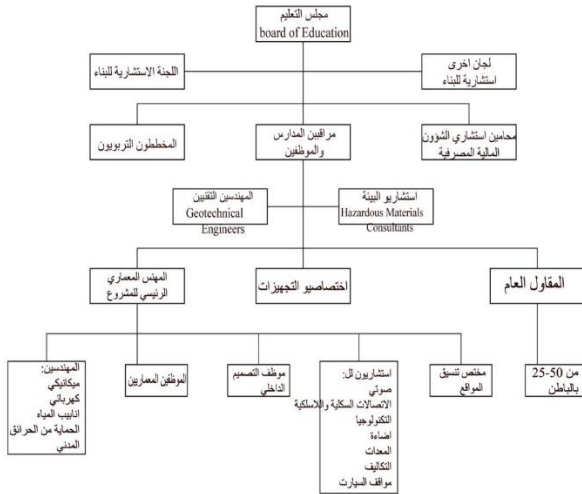 مجلس التعليم
board of Education
لجان اخرى
استشارية للبناء
اللجنة الاستشارية للبناء
محامين استشاري الشؤون
المالية المصرفية
مراقبين المدارس
والموظفين
المخططون التربويون
استشاريو البيئة
Hazardous Materials
Consultants
المهندسين التقنيين
Geotechnical
Engineers
المقاول العام
اختصاصيو التجهيزات
المهنس المعماري
الرئيسي للمشروع
من 50-25
بالباطن
مختص تنسيق
المواقع
استشاريون لل:
صوتي
الاتصالات السكلية واللاسلكية
التكنولوجيا
اضاءة
المعدات
التكاليف
مواقف السيارت
موظف التصميم
الداخلي
الموظفين المعماريين
المهندسين:
ميكانيكي
كهربائي
انابيب المياه
الحماية من الحرائق
المدني